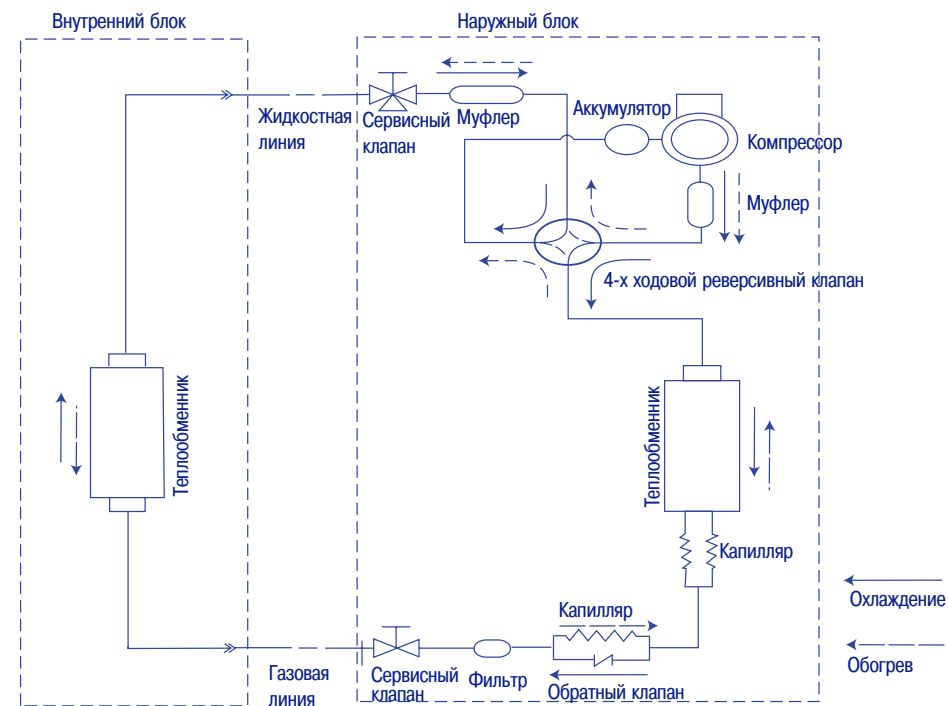 Внутренний блок
Наружный блок
Жидкостная
линия
Сервисный
клапан
Муфлер
Аккумулятор
Компрессор
Муфлер
4-х ходовой реверсивный клапан
Теплообменник
Теплообменник
Капилляр
Капилляр
Охлаждение
Обогрев
Газовая
линия
Сервисный
клапан
Фильтр
Обратный клапан